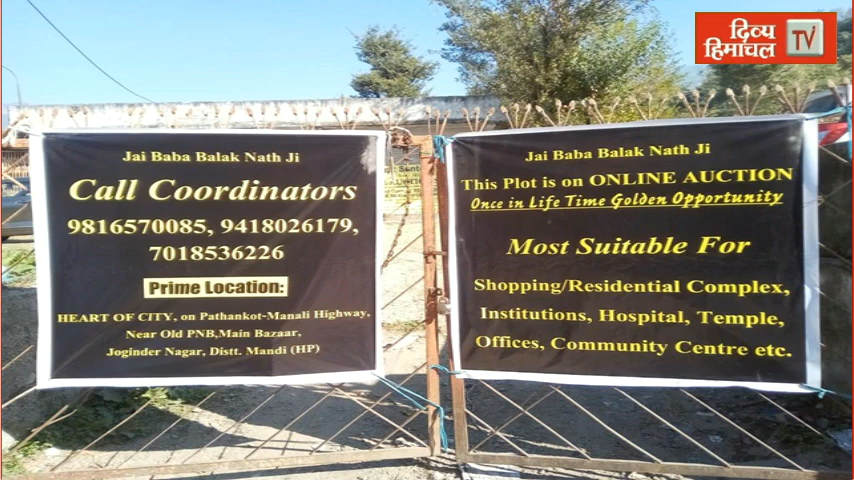 दिव्य
हिमाचल
TV
Jai Baba Balak Nath Ji
Call Coordinators
9816570085, 9418026179,
7018536226
Prime Location:
HEART OF CITY, on Pathankot-Manali Highway,
Near Old PNB,Main Bazaar,
Joginder Nagar, Distt. Mandi (HP)
Jai Baba Balak Nath Ji
This Plot is on ONLINE AUCTION
Once in Life Time Golden Opportunity
Most Suitable For
Shopping/Residential Complex,
Institutions, Hospital, Temple,
Offices, Community Centre etc.